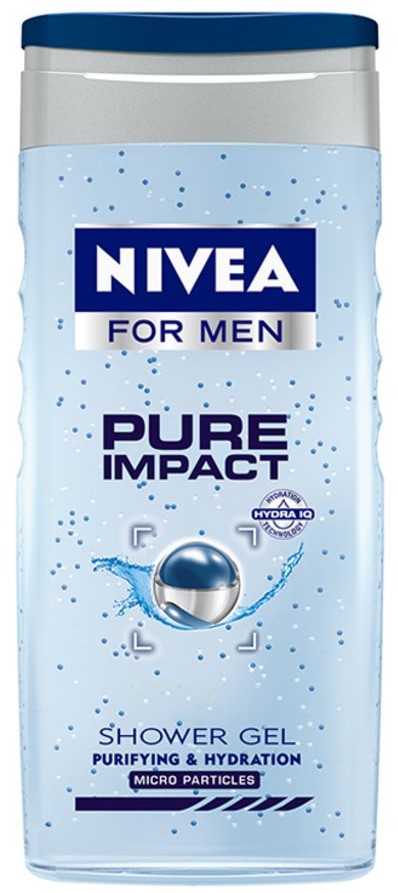 NIVEA
FOR MEN
PURE
IMPACT
HYDRATION
HYDRA IQ
TECHNOLOGY
SHOWER GEL
PURIFYING & HYDRATION
MICRO PARTICLES